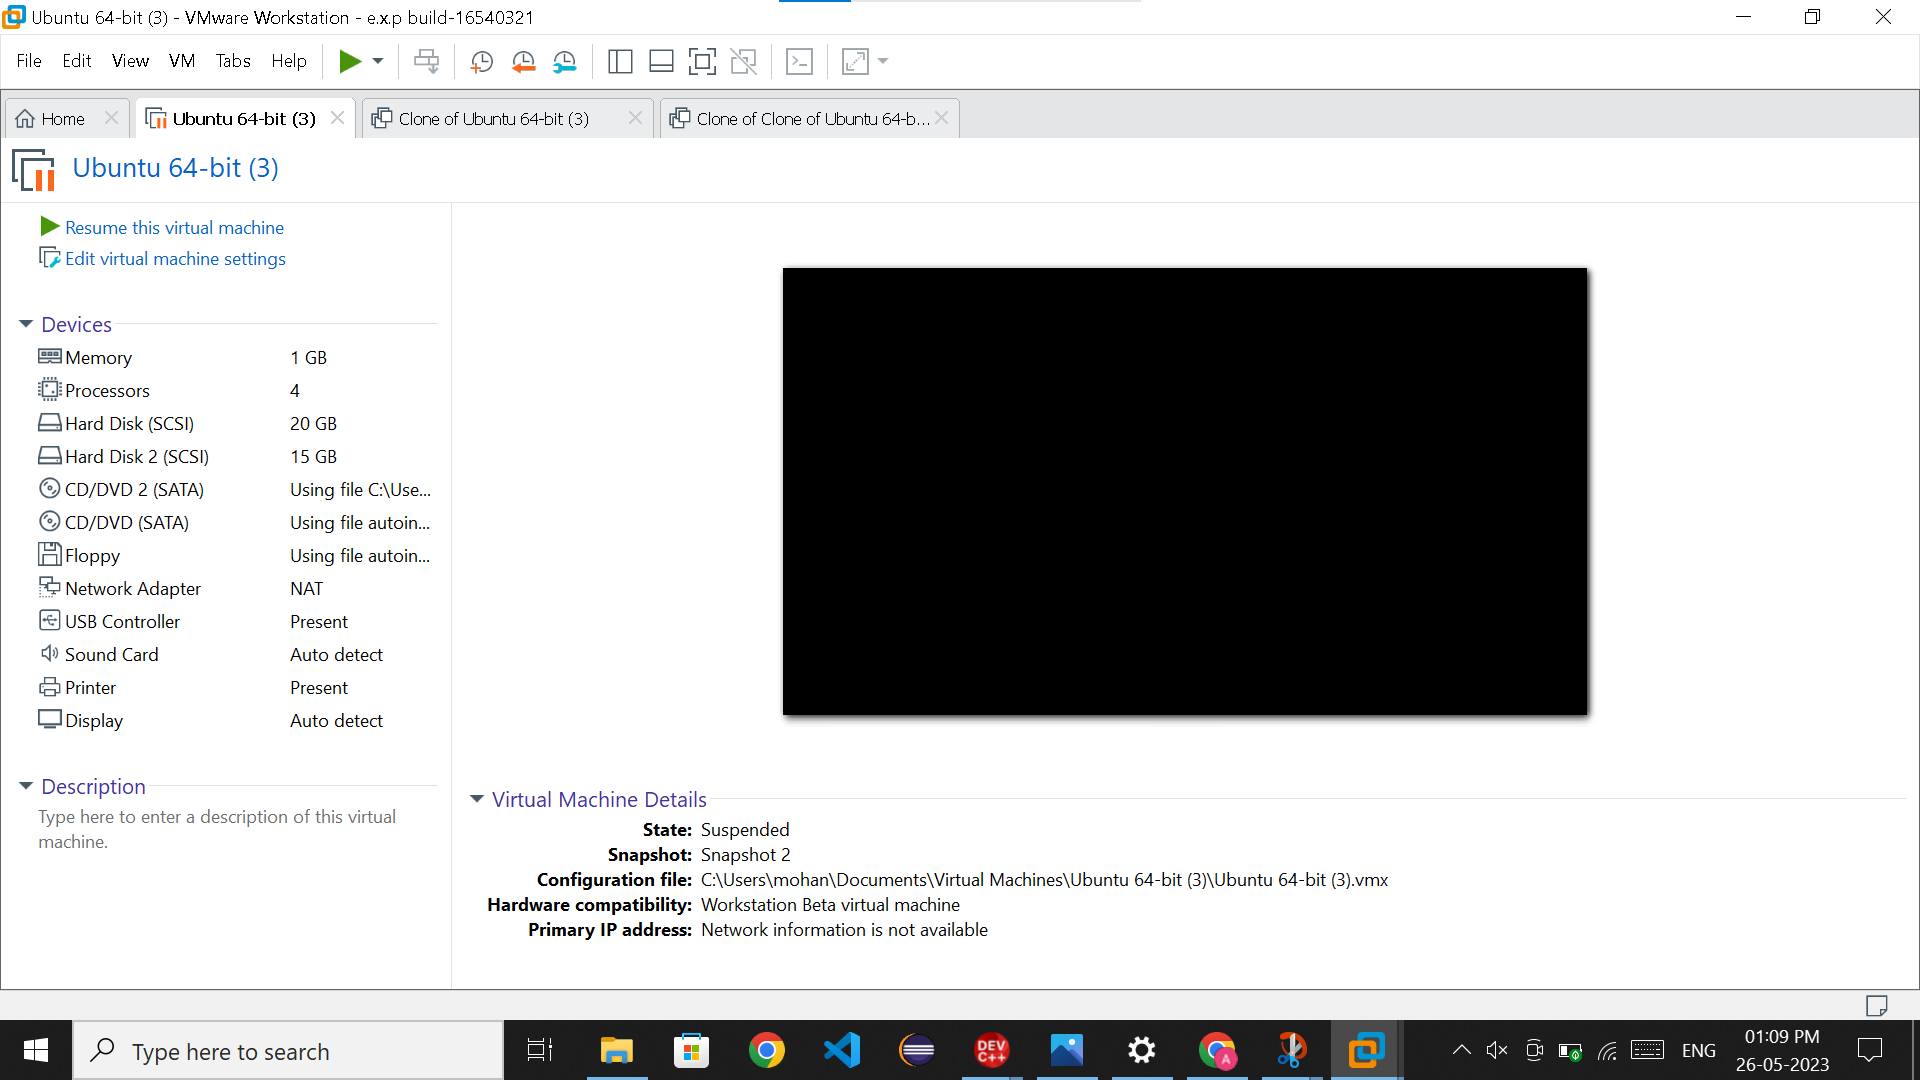 Ubuntu 64-bit (3) - VMware Workstation - e.x.p build-16540321
File Edit View VM Tabs Help
Home
Ubuntu 64-bit (3)
Clone of Ubuntu 64-bit (3)
Clone of Clone of Ubuntu 64-b...
Ubuntu 64-bit (3)
Resume this virtual machine
Edit virtual machine settings
Devices
Memory 1 GB
Processors 4
Hard Disk (SCSI) 20 GB
Hard Disk 2 (SCSI) 15 GB
CD/DVD 2 (SATA) Using file C:\Use...
CD/DVD (SATA) Using file autoin...
Floppy Using file autoin...
Network Adapter NAT
USB Controller Present
Sound Card Auto detect
Printer Present
Display Auto detect
Description
Type here to enter a description of this virtual
machine.
Virtual Machine Details
State: Suspended
Snapshot: Snapshot 2
Configuration file: C:\Users\mohan\Documents\Virtual Machines\Ubuntu 64-bit (3)\Ubuntu 64-bit (3).vmx
Hardware compatibility: Workstation Beta virtual machine
Primary IP address: Network information is not available
Type here to search
DEV
C++
A
ENG
01:09 PM
26-05-2023